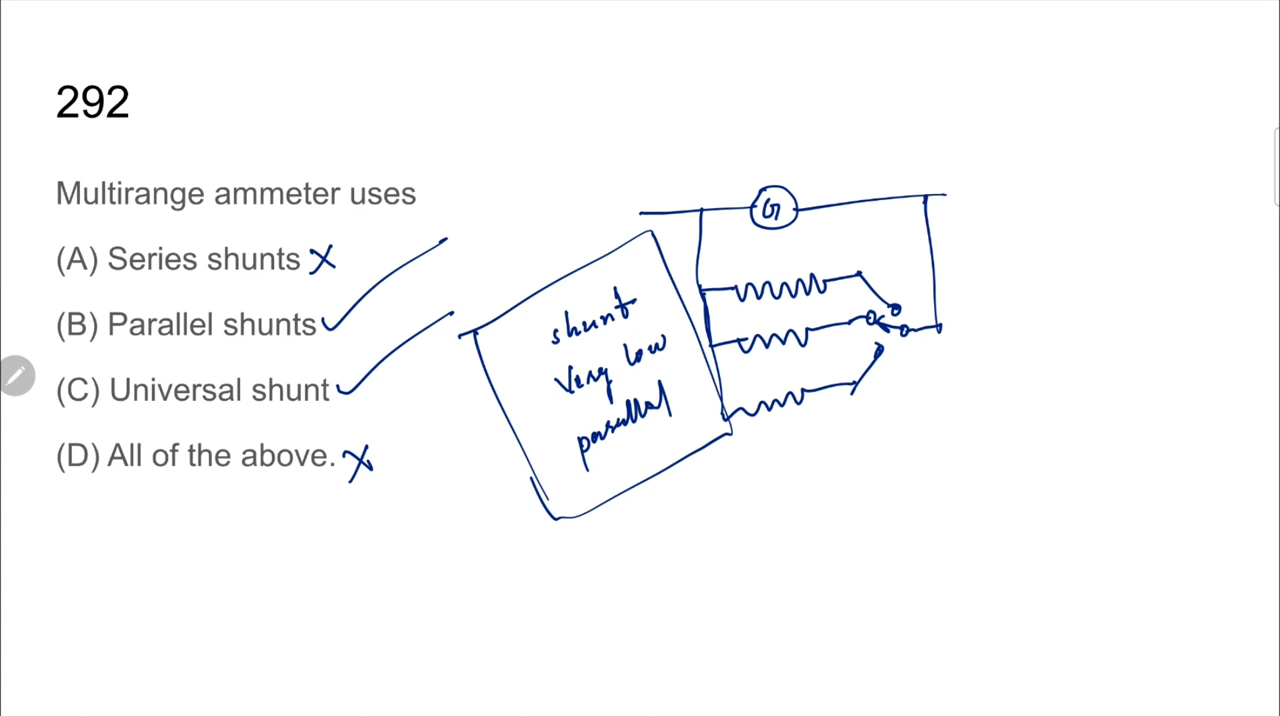 292
Multirange ammeter uses
(A) Series shunts X
(B) Parallel shunts ✓
(C) Universal shunt ✓
(D) All of the above. X
G
shunt
Very low
parallel